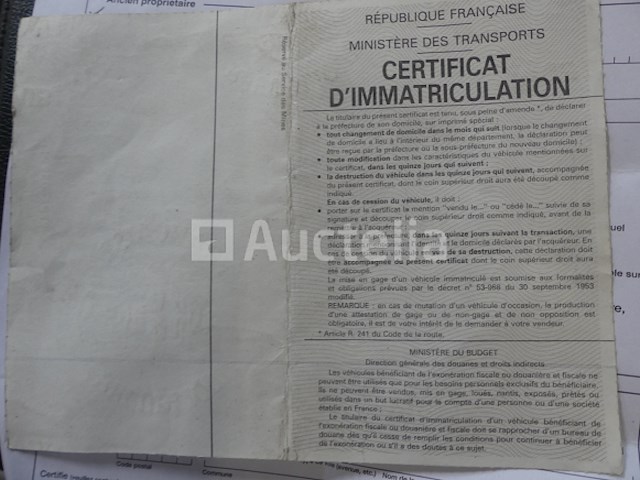 Ancien propriétaire
Réservé au Service des Mines
RÉPUBLIQUE FRANÇAISE
MINISTÈRE DES TRANSPORTS
CERTIFICAT
D'IMMATRICULATION
Le titulaire du présent certificat est tenu, sous peine d'amende *, de déclarer
à la préfecture de son domicile, sur imprimé spécial :
• tout changement de domicile dans le mois qui suit (lorsque le changement
de domicile a lieu à l'intérieur du même département, la déclaration peut
être reçue par la préfecture ou la sous-préfecture du nouveau domicile) ;
• toute modification dans les caractéristiques du véhicule mentionnées sur
le certificat, dans les quinze jours qui suivent ;
• la destruction du véhicule dans les quinze jours qui suivent, accompagnée
du présent certificat, dont le coin supérieur droit aura été découpé comme
indiqué.
En cas de cession du véhicule, il doit :
• porter sur le certificat la mention "vendu le..." ou "cédé le..." suivie de sa
signature et découper le coin supérieur droit comme indiqué, avant de le
dans les quinze jours suivant la transaction, une
et le domicile déclarés par l'acquéreur. En
de sa destruction, cette déclaration doit
être accompagnée du présent certificat dont le coin supérieur droit aura
été découpé.
La mise en gage d'un véhicule immatriculé est soumise aux formalités
et obligations prévues par le décret n° 53-968 du 30 septembre 1953
modifié.
REMARQUE : en cas de mutation d'un véhicule d'occasion, la production
d'une attestation de gage ou de non-gage et de non opposition est
obligatoire, il est de votre intérêt de le demander à votre vendeur.
* Article R. 241 du Code de la route.
MINISTÈRE DU BUDGET
Direction générale des douanes et droits indirects
Les véhicules bénéficiant de l'exonération fiscale ou douanière et fiscale ne
peuvent être utilisés que pour les besoins personnels exclusifs du bénéficiaire.
Ils ne peuvent être vendus, mis en gage, loués, nantis, exposés, prêtés ou
utilisés dans un but lucratif pour le compte d'une personne ou d'une société
établie en France.
Le titulaire du certificat d'immatriculation d'un véhicule bénéficiant de
l'exonération fiscale ou douanière et fiscale doit se rapprocher d'un bureau de
douane dès qu'il cesse de remplir les conditions pour continuer à bénéficier
de l'exonération ou s'il a des doutes à ce sujet.
Auctelia
Code postal
Commune
Certifie